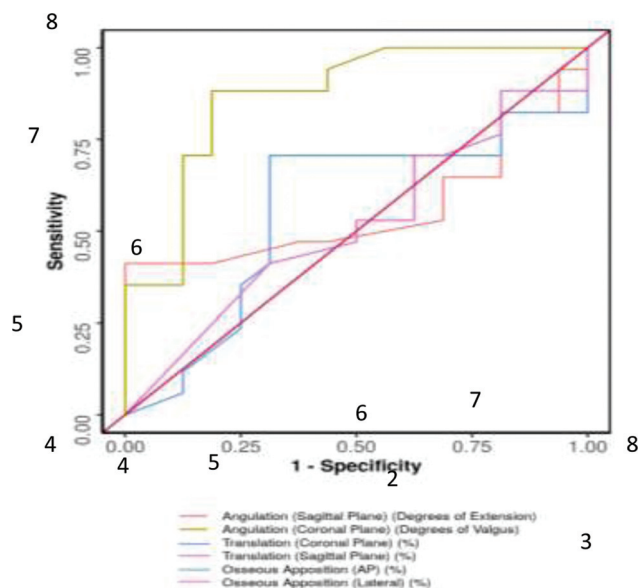 8
1.00
7
0.75
Sensitivity
6
0.50
5
0.25
6
7
0.00
4
0.00
0.25
0.50
0.75
1.00
8
4
5
1 - Specificity
2
Angulation (Sagittal Plane) (Degrees of Extension)
Angulation (Coronal Plane) (Degrees of Valgus)
Translation (Coronal Plane) (%)
3
Translation (Sagittal Plane) (%)
Osseous Apposition (AP) (%)
Osseous Apposition (Lateral) (%)